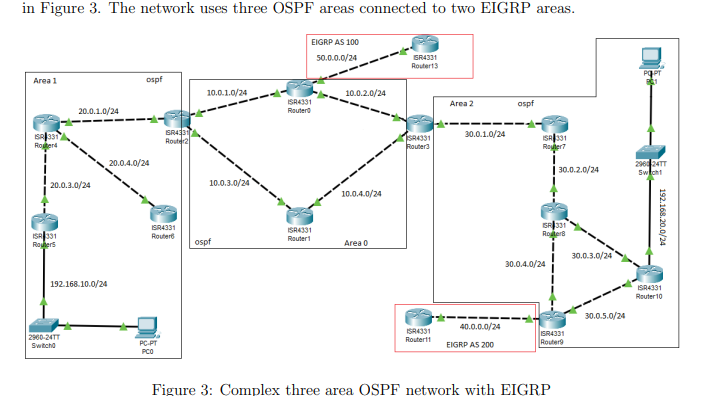 in Figure 3. The network uses three OSPF areas connected to two EIGRP areas.
EIGRP AS 100
50.0.0.0/24
ISR4331
Router13
PC-PT
PC1
Area 1
ospf
10.0.1.0/24
ISR4331
Router0
10.0.2.0/24
Area 2
ospf
20.0.1.0/24
ISR4331
Router4
ISR4331
Router2
ISR4331
Router3
30.0.1.0/24
ISR4331
Router7
2960-24TT
Switch1
20.0.4.0/24
20.0.3.0/24
10.0.3.0/24
10.0.4.0/24
30.0.2.0/24
192.168.20.0/24
ISR4331
Router5
ISR4331
Router6
ISR4331
Router1
ospf
Area 0
ISR4331
Router8
30.0.3.0/24
30.0.4.0/24
192.168.10.0/24
ISR4331
Router10
2960-24TT
Switch0
PC-PT
PC0
ISR4331
Router11
40.0.0.0/24
EIGRP AS 200
ISR4331
Router9
30.0.5.0/24
Figure 3: Complex three area OSPF network with EIGRP